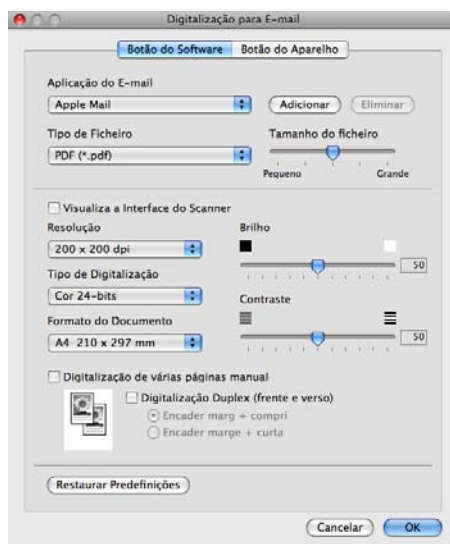 Digitalização para E-mail
Botão do Software Botão do Aparelho
Aplicação do E-mail
Apple Mail Adicionar Eliminar
Tipo de Ficheiro Tamanho do ficheiro
PDF (*.pdf)
Pequeno Grande
Visualiza a Interface do Scanner
Resolução Brilho
200 x 200 dpi
50
Tipo de Digitalização
Cor 24-bits
Contraste
Formato do Documento
A4 210 x 297 mm 50
Digitalização de várias páginas manual
Digitalização Duplex (frente e verso)
Encader marg + compri
Encader marge + curta
Restaurar Predefinições
Cancelar OK